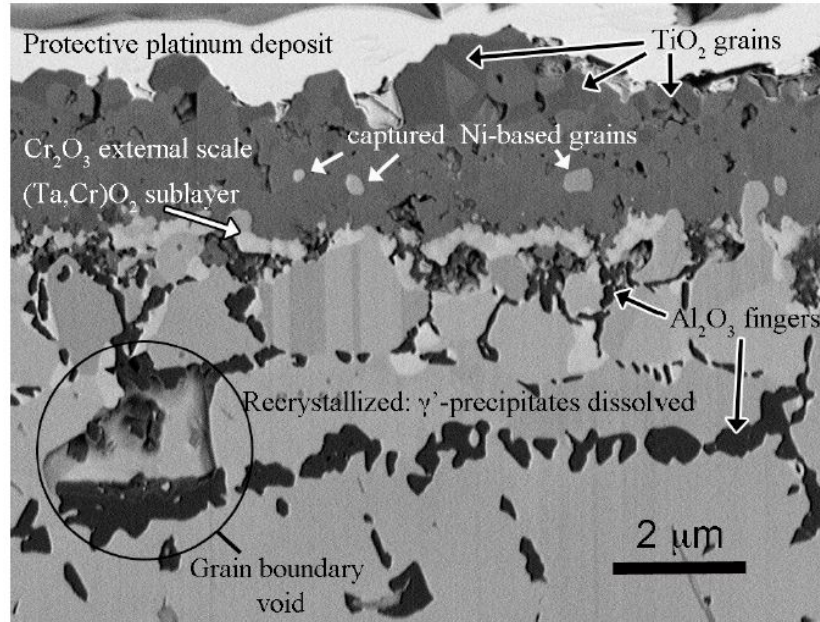 Protective platinum deposit
TiO₂ grains
captured Ni-based grains
Cr₂O₃ external scale
(Ta,Cr)O₂ sublayer
Al₂O₃ fingers
Recrystallized: γ'-precipitates dissolved
2 μm
Grain boundary
void